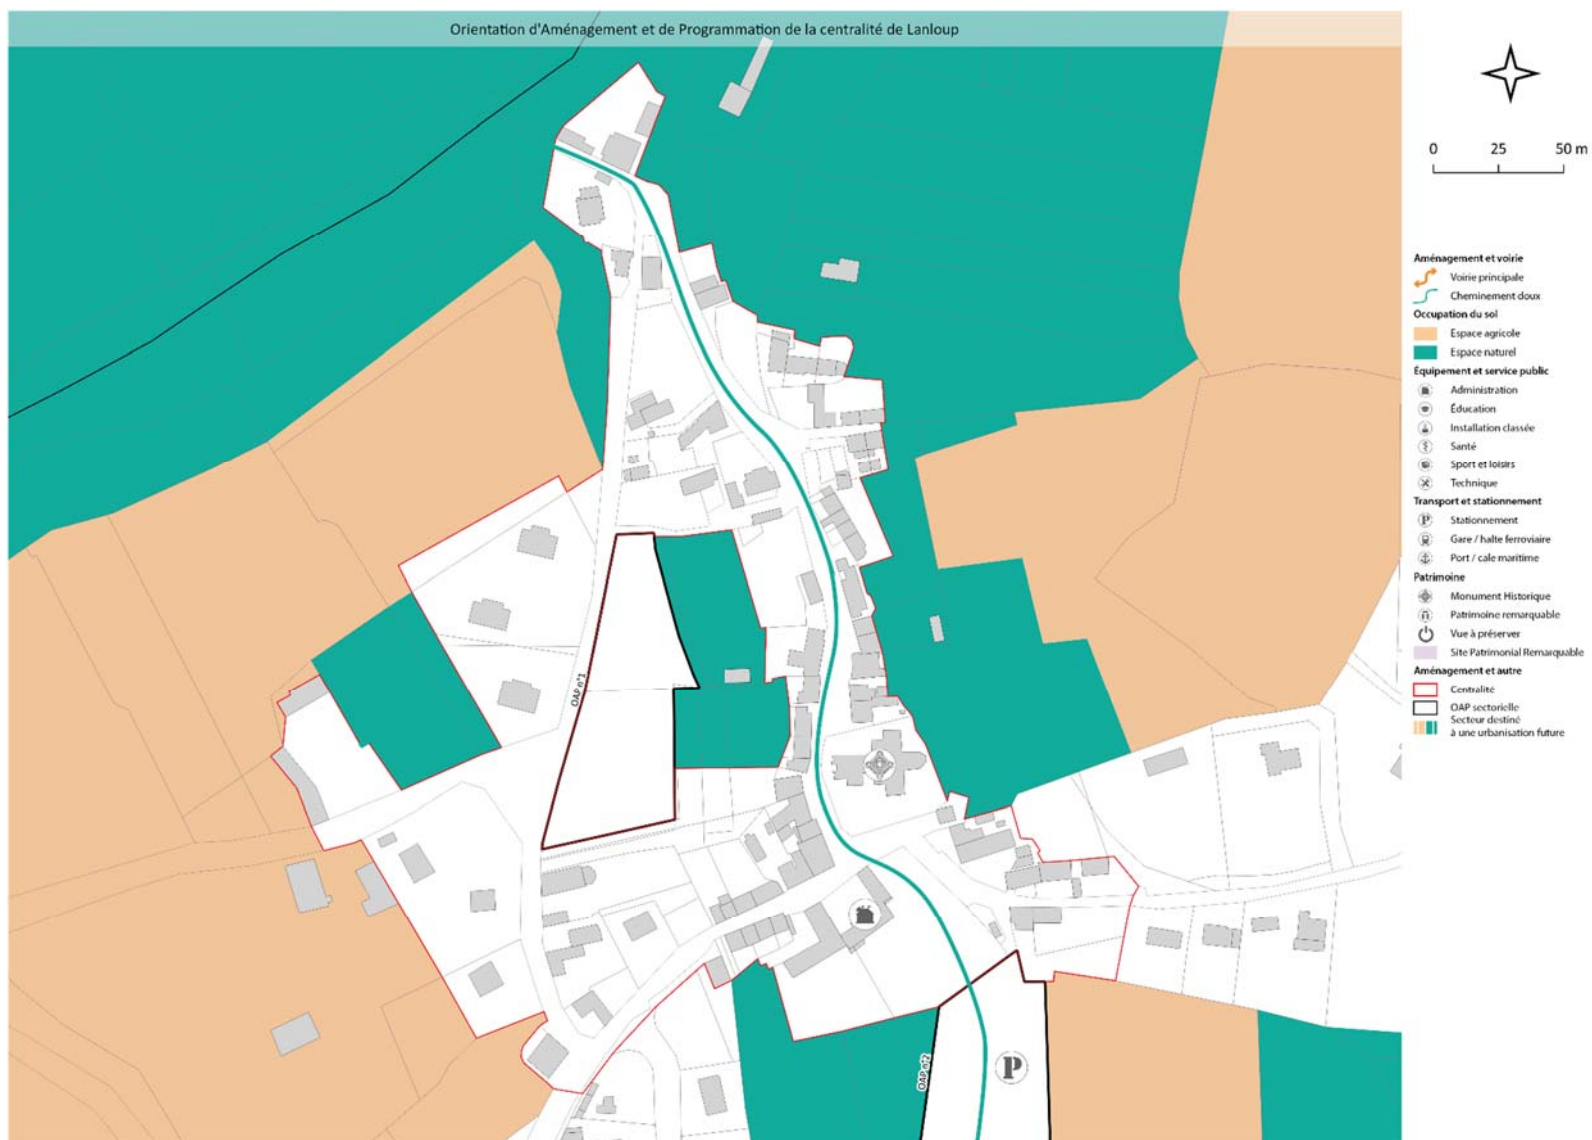 Orientation d'Aménagement et de Programmation de la centralité de Lanloup
0 25 50 m
Aménagement et voirie
Voirie principale
Cheminement doux
Occupation du sol
Espace agricole
Espace naturel
Équipement et service public
Administration
Éducation
Installation classée
Santé
Sport et loisirs
Technique
Transport et stationnement
P Stationnement
Gare / halte ferroviaire
Port / cale maritime
Patrimoine
Monument Historique
Patrimoine remarquable
Vue à préserver
Site Patrimonial Remarquable
Aménagement et autre
Centralité
OAP sectorielle
Secteur destiné
à une urbanisation future
OAP n°1
OAP n°2
P